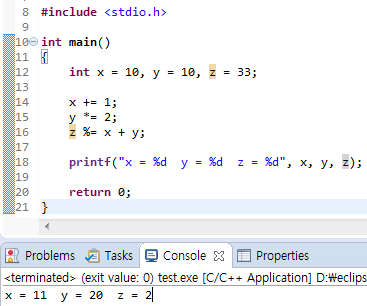 8 #include <stdio.h>
9
10 int main()
11 {
12 int x = 10, y = 10, z = 33;
13
14 x += 1;
15 y *= 2;
16 z %= x + y;
17
18 printf("x = %d  y = %d  z = %d", x, y, z);
19
20 return 0;
21 }
Problems Tasks Console Properties
<terminated> (exit value: 0) test.exe [C/C++ Application] D:₩eclips
x = 11  y = 20  z = 2